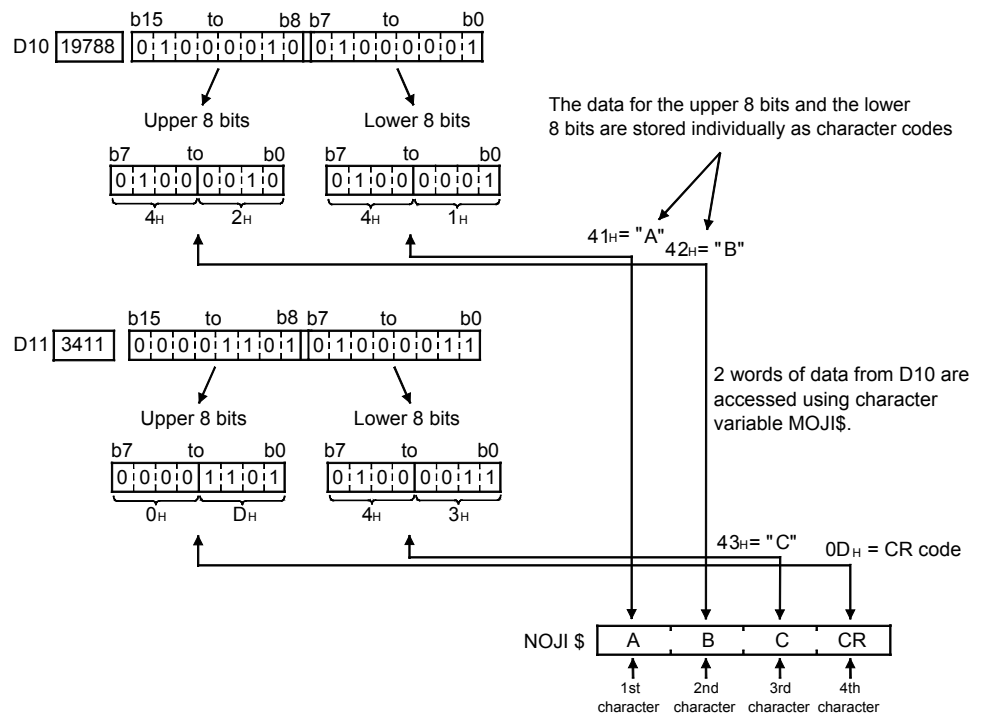 b15 to b8 b7 to b0
D10 19788 0 1 0 0 0 0 1 0 0 1 0 0 0 0 0 1
Upper 8 bits Lower 8 bits
The data for the upper 8 bits and the lower
8 bits are stored individually as character codes
b7 to b0 b7 to b0
0 1 0 0 0 0 1 0 0 1 0 0 0 0 0 1
4H 2H 4H 1H
41H= "A"
42H= "B"
b15 to b8 b7 to b0
D11 3411 0 0 0 0 1 1 0 1 0 1 0 0 0 0 1 1
2 words of data from D10 are
accessed using character
variable MOJI$.
Upper 8 bits Lower 8 bits
b7 to b0 b7 to b0
0 0 0 0 1 1 0 1 0 1 0 0 0 0 1 1
0H DH 4H 3H
43H= "C" 0DH = CR code
NOJI $ A B C CR
1st 2nd 3rd 4th
character character character character